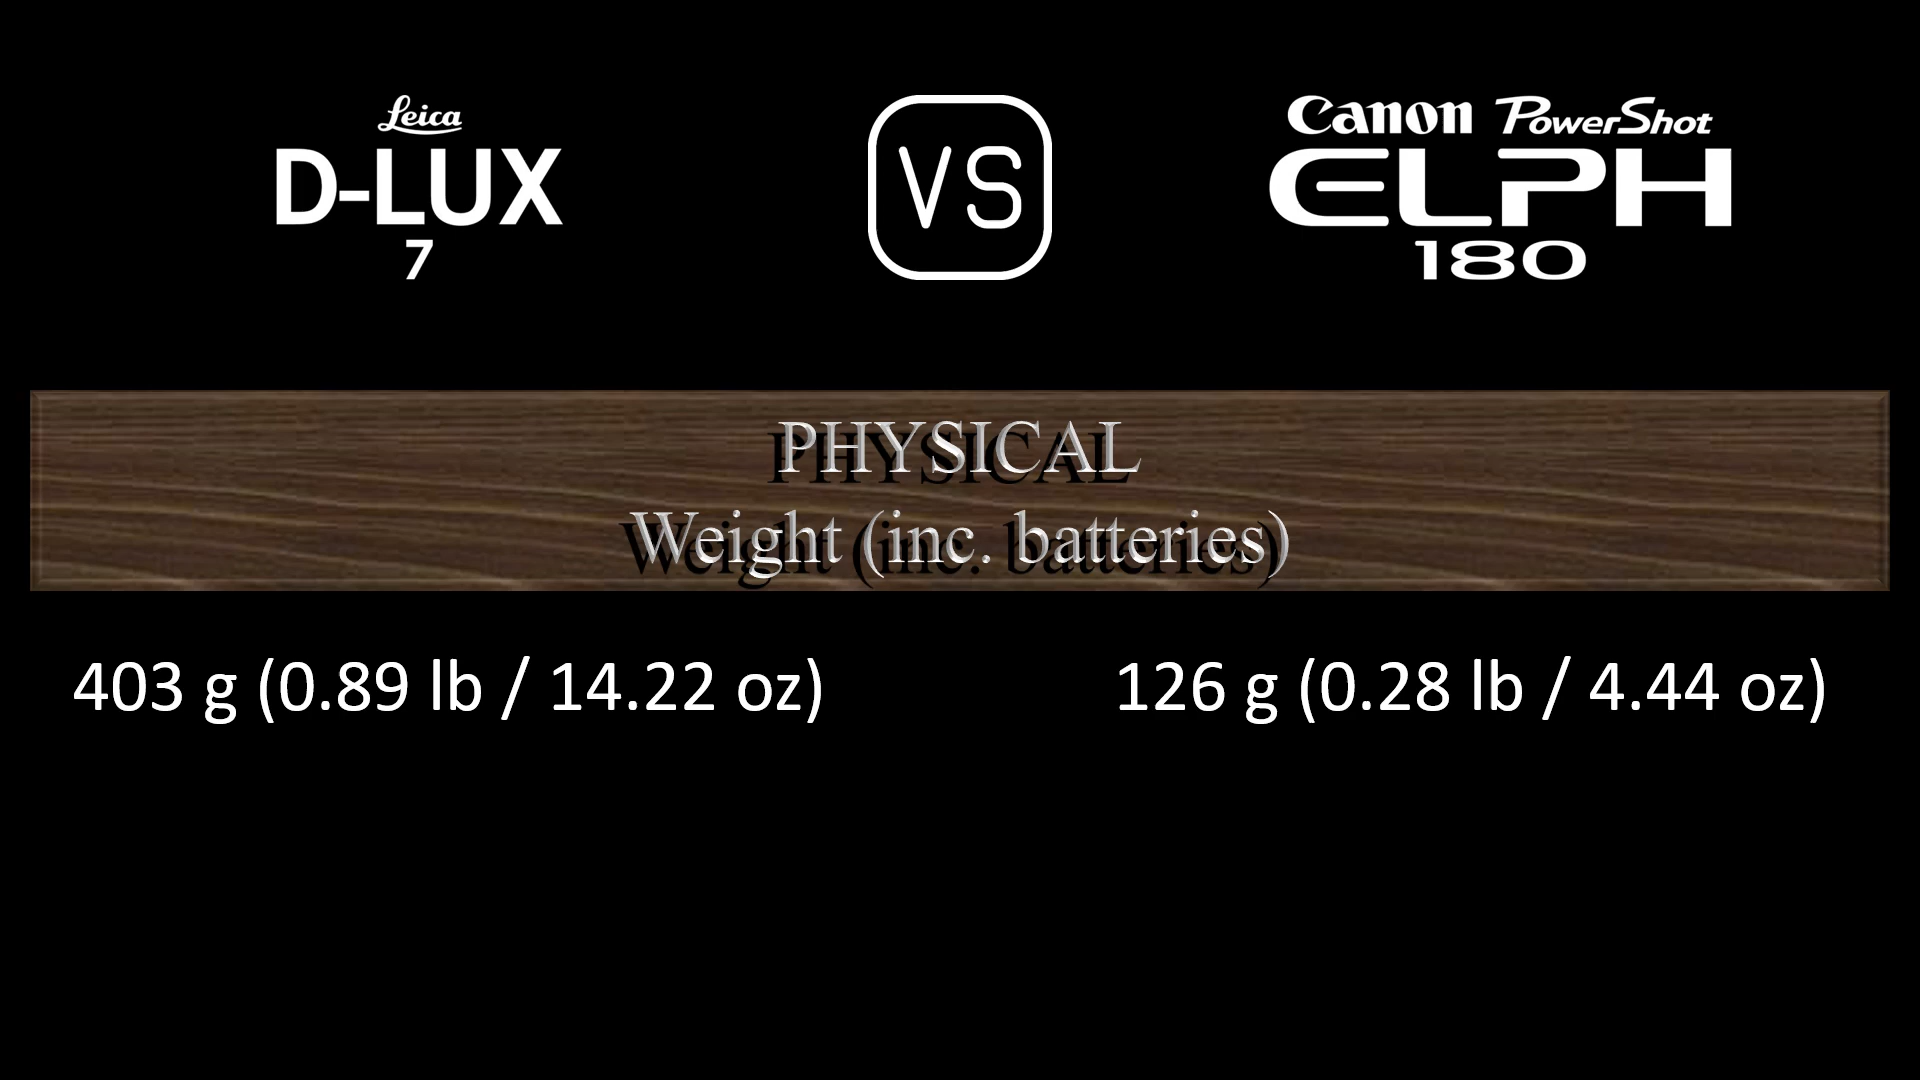 Leica
D-LUX
7
VS
Canon PowerShot
ELPH
180
PHYSICAL
Weight (inc. batteries)
403 g (0.89 lb / 14.22 oz)
126 g (0.28 lb / 4.44 oz)